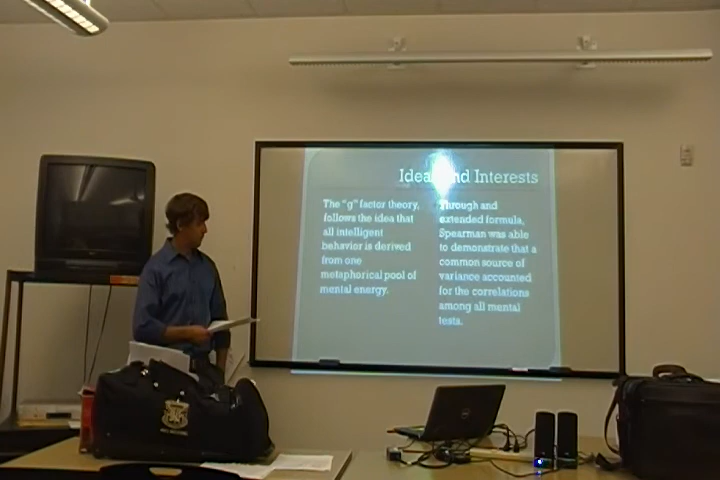 Ideas and Interests
The "g" factor theory,
follows the idea that
all intelligent
behavior is derived
from one
metaphorical pool of
mental energy.
Through and
extended formula,
Spearman was able
to demonstrate that a
common source of
variance accounted
for the correlations
among all mental
tests.